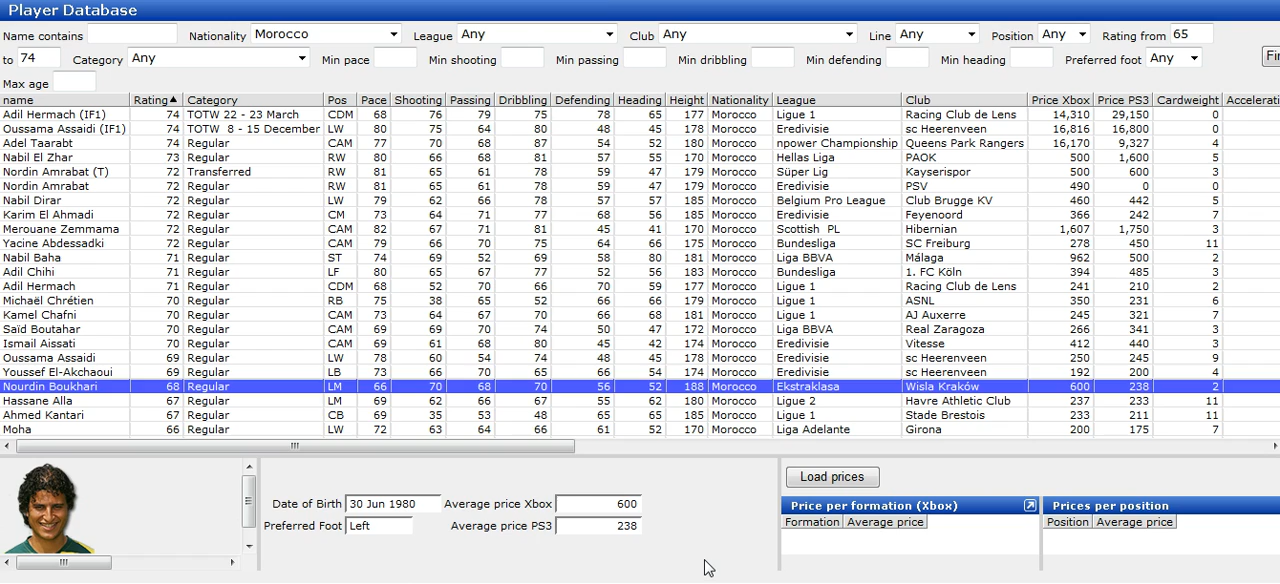 Player Database
Name contains Nationality Morocco League Any Club Any Line Any Position Any Rating from 65
to 74 Category Any Min pace Min shooting Min passing Min dribbling Min defending Min heading Preferred foot Any
Max age
name Rating Category Pos Pace Shooting Passing Dribbling Defending Heading Height Nationality League Club Price Xbox Price PS3 Cardweight
Adil Hermach (IF1) 74 TOTW 22 - 23 March CDM 68 76 79 75 78 65 177 Morocco Ligue 1 Racing Club de Lens 14,310 29,150 0
Oussama Assaidi (IF1) 74 TOTW 8 - 15 December LW 80 75 64 80 48 45 178 Morocco Eredivisie sc Heerenveen 16,816 16,800 0
Adel Taarabt 74 Regular CAM 77 70 68 87 54 52 180 Morocco npower Championship Queens Park Rangers 16,170 9,327 4
Nabil El Zhar 73 Regular RW 80 66 68 81 57 55 170 Morocco Hellas Liga PAOK 500 1,600 5
Nordin Amrabat (T) 72 Transferred RW 81 65 61 78 59 47 179 Morocco Süper Lig Kayserispor 500 600 3
Nordin Amrabat 72 Regular RW 81 65 61 78 59 47 179 Morocco Eredivisie PSV 490 0 0
Nabil Dirar 72 Regular LW 79 62 66 78 57 57 185 Morocco Belgium Pro League Club Brugge KV 460 442 5
Karim El Ahmadi 72 Regular CM 73 64 71 77 68 56 185 Morocco Eredivisie Feyenoord 366 242 7
Merouane Zemmama 72 Regular CAM 82 67 71 81 45 41 170 Morocco Scottish PL Hibernian 1,607 1,750 3
Yacine Abdessadki 72 Regular CAM 79 66 70 75 64 66 175 Morocco Bundesliga SC Freiburg 278 450 11
Nabil Baha 71 Regular ST 74 69 52 69 58 80 181 Morocco Liga BBVA Málaga 962 500 2
Adil Chihi 71 Regular LF 80 65 67 77 52 56 183 Morocco Bundesliga 1. FC Köln 394 485 3
Adil Hermach 71 Regular CDM 68 52 70 66 70 59 177 Morocco Ligue 1 Racing Club de Lens 241 210 2
Michaël Chrétien 70 Regular RB 75 38 65 52 66 66 179 Morocco Ligue 1 ASNL 350 231 6
Kamel Chafni 70 Regular CAM 73 64 67 70 66 68 181 Morocco Ligue 1 AJ Auxerre 245 321 7
Saïd Boutahar 70 Regular CAM 69 69 70 74 50 47 172 Morocco Liga BBVA Real Zaragoza 266 341 3
Ismail Aissati 70 Regular CAM 69 61 68 80 45 42 174 Morocco Eredivisie Vitesse 412 440 3
Oussama Assaidi 69 Regular LW 78 60 54 74 48 45 178 Morocco Eredivisie sc Heerenveen 250 245 9
Youssef El-Akchaoui 69 Regular LB 73 66 70 65 66 54 174 Morocco Eredivisie sc Heerenveen 192 200 4
Nourdin Boukhari 68 Regular LM 66 70 68 70 56 52 188 Morocco Ekstraklasa Wisla Kraków 600 238 2
Hassane Alla 67 Regular LM 69 62 66 67 55 62 180 Morocco Ligue 2 Havre Athletic Club 237 233 11
Ahmed Kantari 67 Regular CB 69 35 53 48 65 65 185 Morocco Ligue 1 Stade Brestois 233 211 11
Moha 66 Regular LW 72 63 64 66 61 52 170 Morocco Liga Adelante Girona 200 175 7
Load prices
Date of Birth 30 Jun 1980 Average price Xbox 600
Preferred Foot Left Average price PS3 238
Price per formation (Xbox) Prices per position
Formation Average price Position Average price